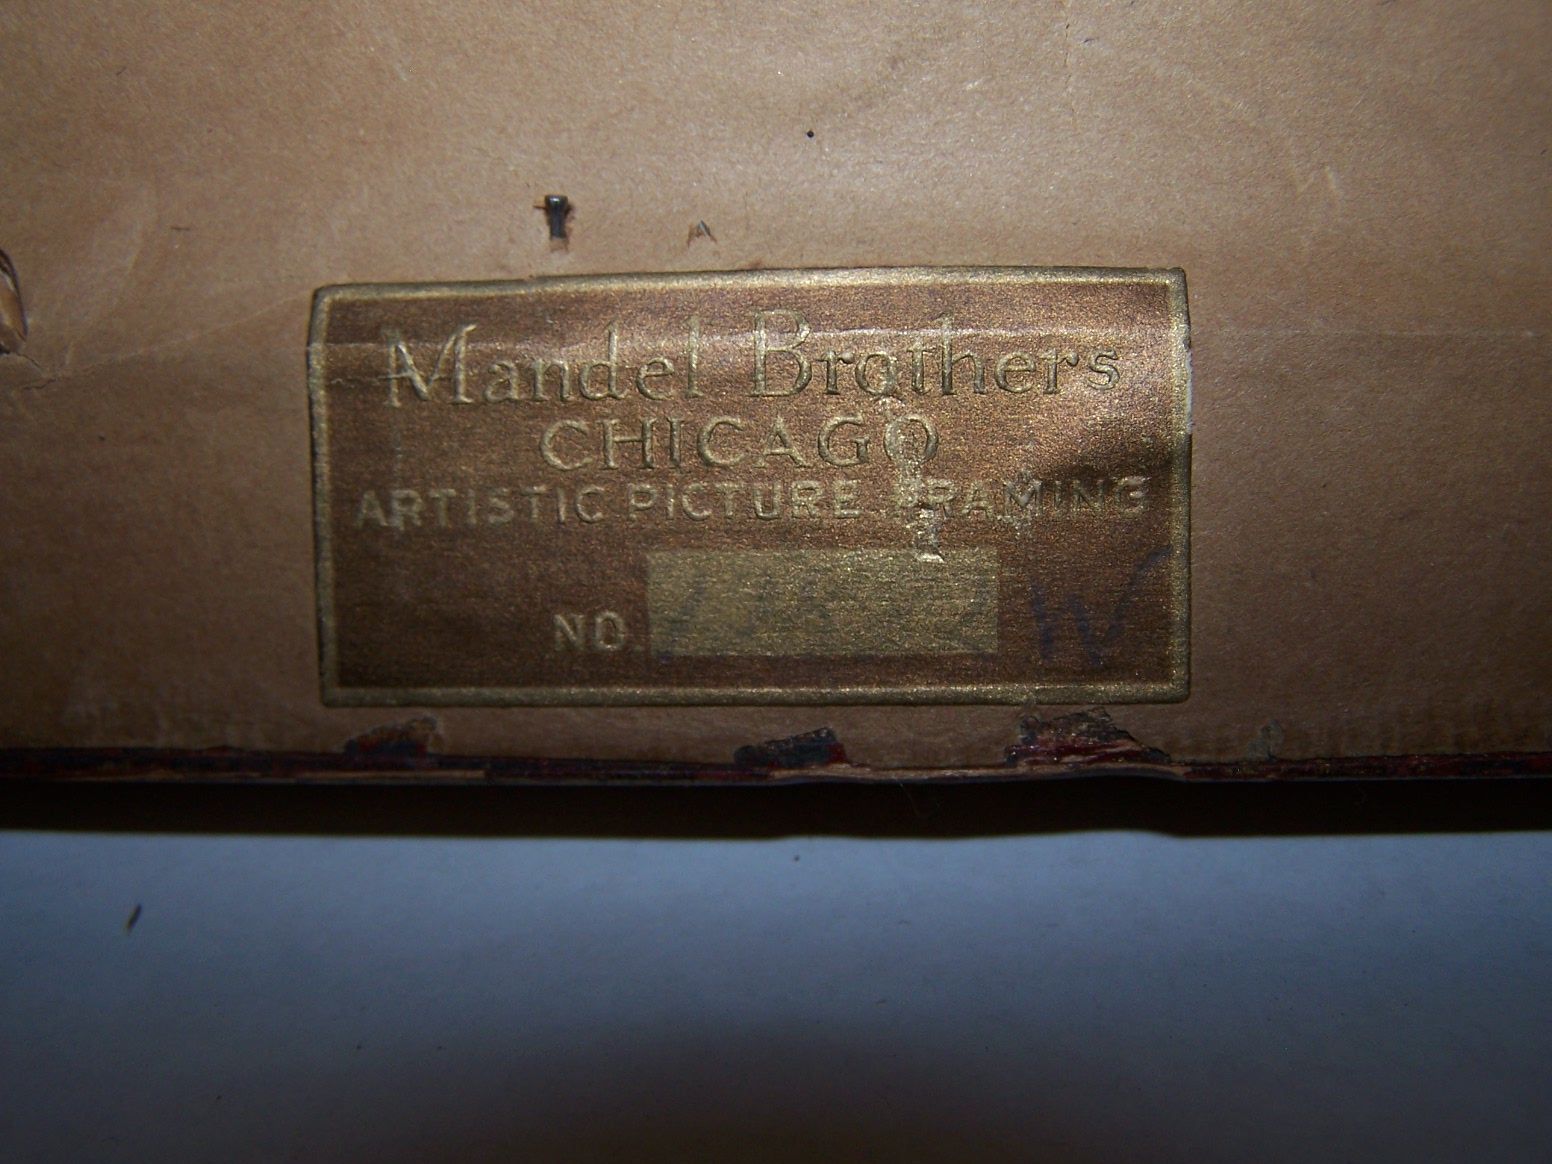 Mandel Brothers
CHICAGO
ARTISTIC PICTURE FRAMING
NO.